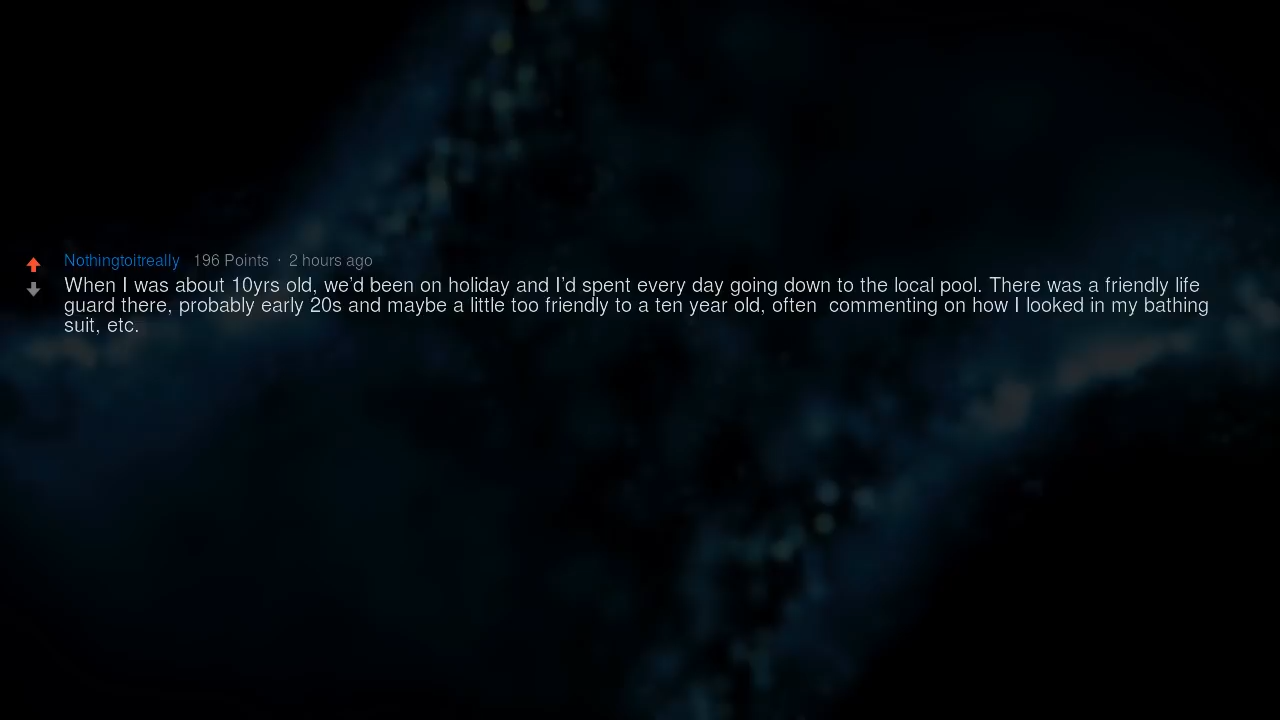 Nothingtoitreally 196 Points · 2 hours ago
When I was about 10yrs old, we'd been on holiday and I'd spent every day going down to the local pool. There was a friendly life
guard there, probably early 20s and maybe a little too friendly to a ten year old, often  commenting on how I looked in my bathing
suit, etc.